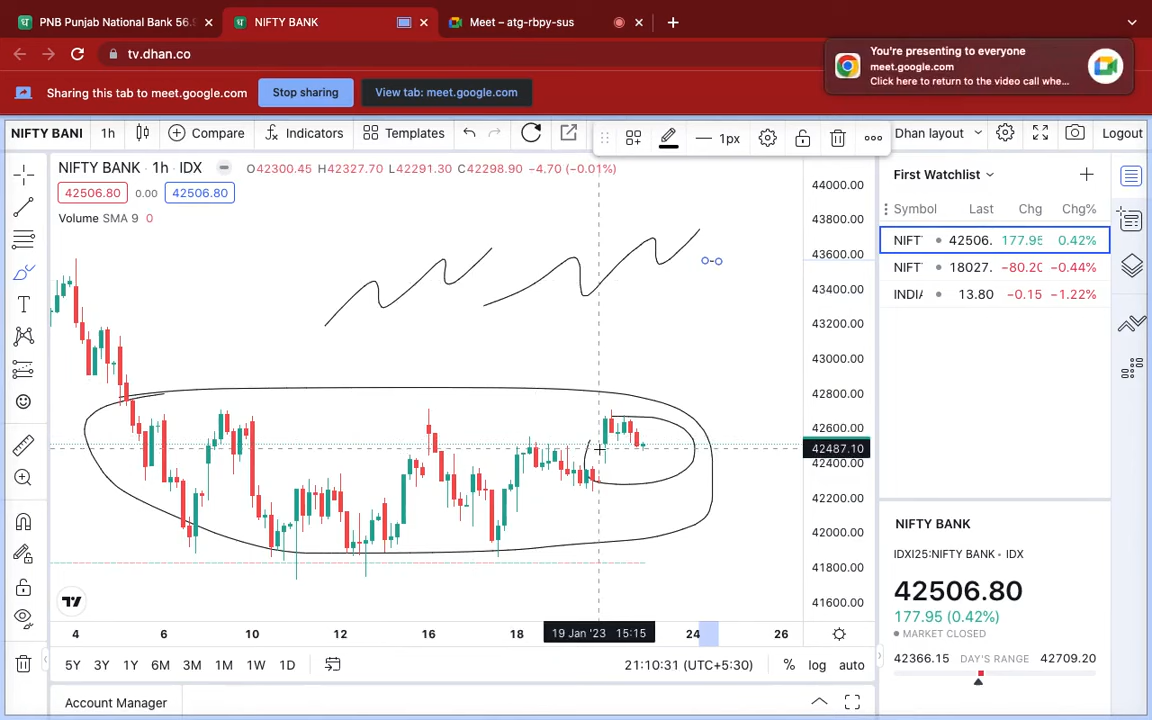 PNB Punjab National Bank 56.9
NIFTY BANK
Meet – atg-rbpy-sus
tv.dhan.co
You're presenting to everyone
meet.google.com
Click here to return to the video call whe...
Sharing this tab to meet.google.com
Stop sharing
View tab: meet.google.com
NIFTY BANI
1h
Compare
Indicators
Templates
1px
Dhan layout
Logout
NIFTY BANK · 1h · IDX
O42300.45 H42327.70 L42291.30 C42298.90 −4.70 (−0.01%)
42506.80 0.00 42506.80
Volume SMA 9 0
44000.00
43800.00
43600.00
43400.00
43200.00
43000.00
42800.00
42600.00
42487.10
42400.00
42200.00
42000.00
41800.00
41600.00
4 6 10 12 16 18 19 Jan '23 15:15 24 26
5Y 3Y 1Y 6M 3M 1M 1W 1D
21:10:31 (UTC+5:30) % log auto
Account Manager
First Watchlist
Symbol Last Chg Chg%
NIFT 42506. 177.95 0.42%
NIFT 18027. −80.20 −0.44%
INDIA 13.80 −0.15 −1.22%
NIFTY BANK
IDXI25:NIFTY BANK · IDX
42506.80
177.95 (0.42%)
MARKET CLOSED
42366.15 DAY'S RANGE 42709.20